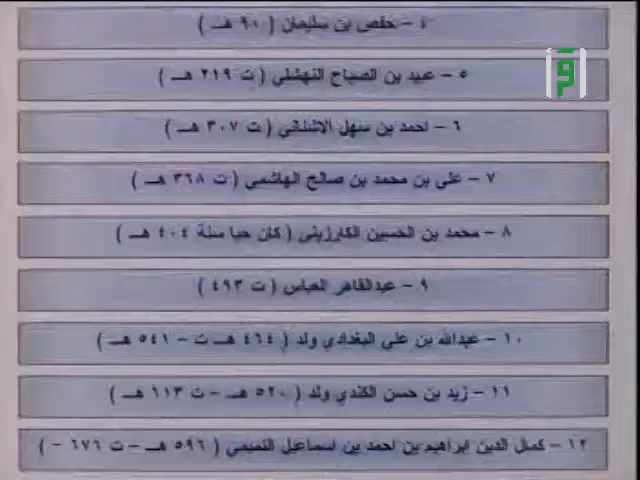 ٤ - حفص بن سليمان ( ٩٠ هـ )
٥ - عبيد بن الصباح النهشلي ( ت ٢١٩ هـ )
٦ - احمد بن سهل الاشناني ( ت ٣٠٧ هـ )
٧ - علي بن محمد بن صالح الهاشمي ( ت ٣٦٨ هـ )
٨ - محمد بن الحسين الكارزيني ( كان حيا سنة ٤٠٤ هـ )
٩ - عبدالقاهر العباس ( ت ٤٩٣ )
١٠ - عبدالله بن علي البغدادي ولد ( ٤٦٤ هـ ت - ٥٤١ هـ )
١١ - زيد بن حسن الكندي ولد ( ٥٢٠ هـ - ت ٦١٣ هـ )
١٢ - كمال الدين إبراهيم بن احمد بن اسماعيل التميمي ( ٥٩٦ هـ - ت ٦٧٦ - )